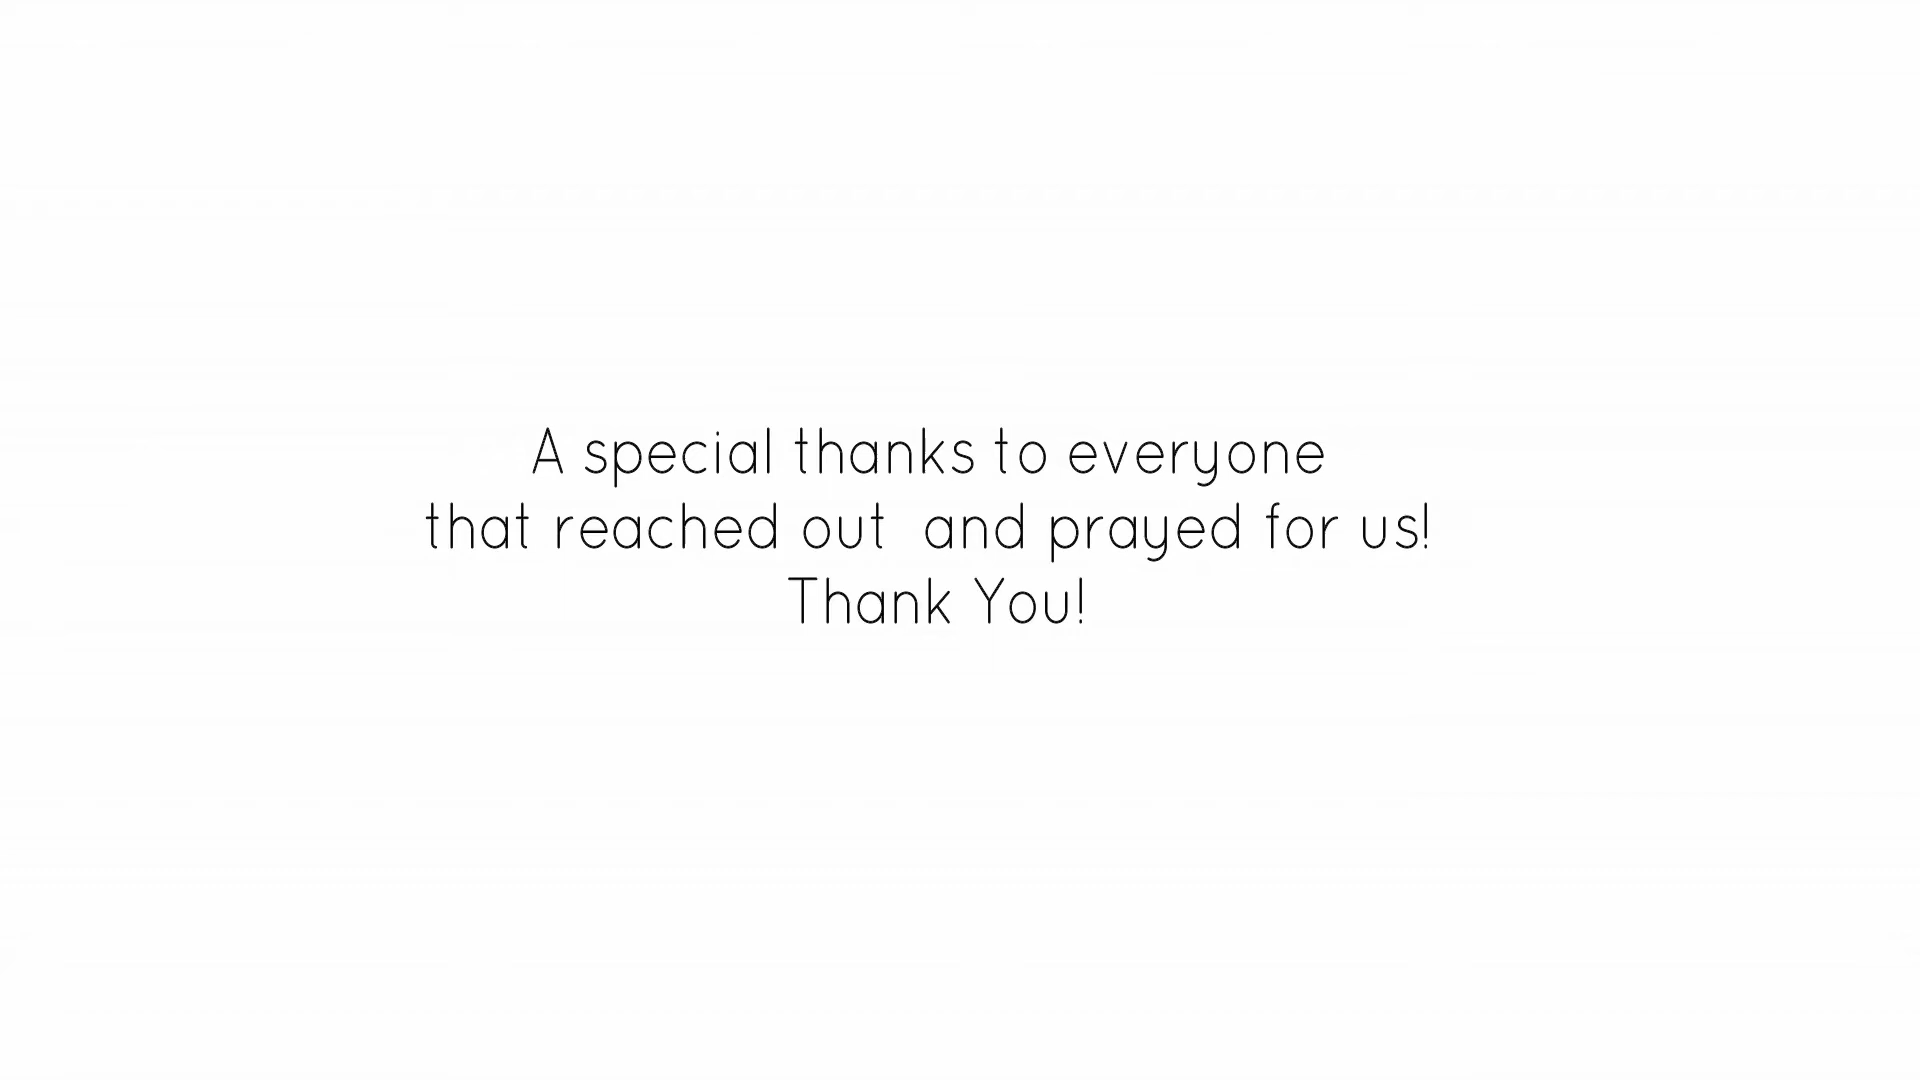 A special thanks to everyone
that reached out  and prayed for us!
Thank You!